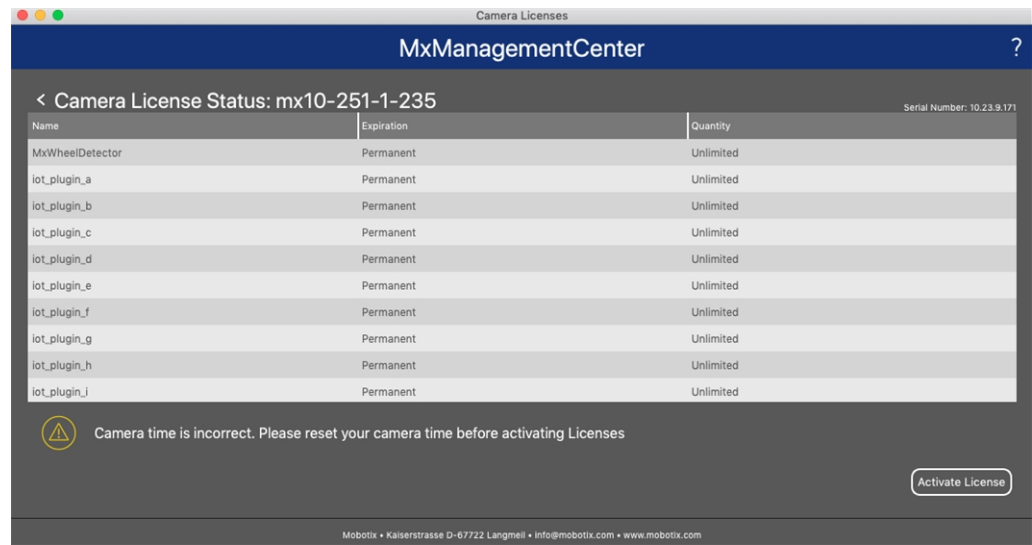 Camera Licenses
MxManagementCenter ?
< Camera License Status: mx10-251-1-235
Serial Number: 10.23.9.171
Name Expiration Quantity
MxWheelDetector Permanent Unlimited
iot_plugin_a Permanent Unlimited
iot_plugin_b Permanent Unlimited
iot_plugin_c Permanent Unlimited
iot_plugin_d Permanent Unlimited
iot_plugin_e Permanent Unlimited
iot_plugin_f Permanent Unlimited
iot_plugin_g Permanent Unlimited
iot_plugin_h Permanent Unlimited
iot_plugin_i Permanent Unlimited
Camera time is incorrect. Please reset your camera time before activating Licenses
Activate License
Mobotix • Kaiserstrasse D-67722 Langmeil • info@mobotix.com • www.mobotix.com